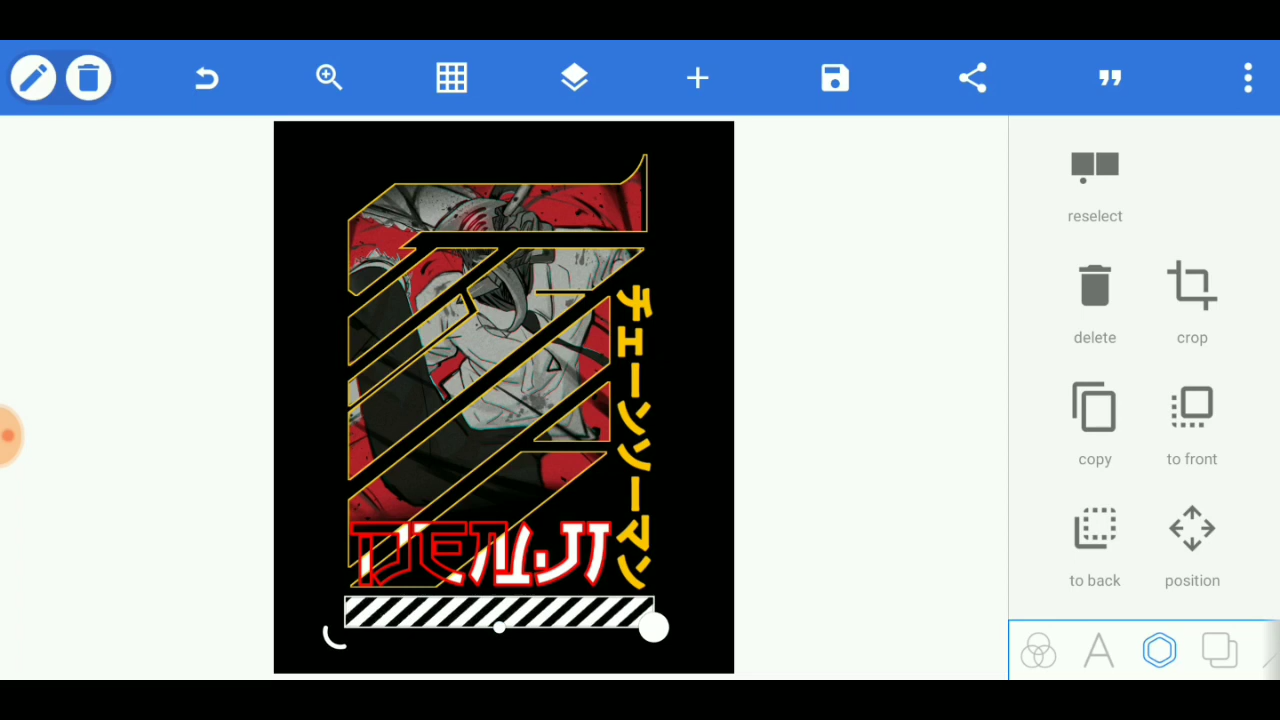 reselect
delete
crop
copy
to front
to back
position
チェーンソーマン
DENJI